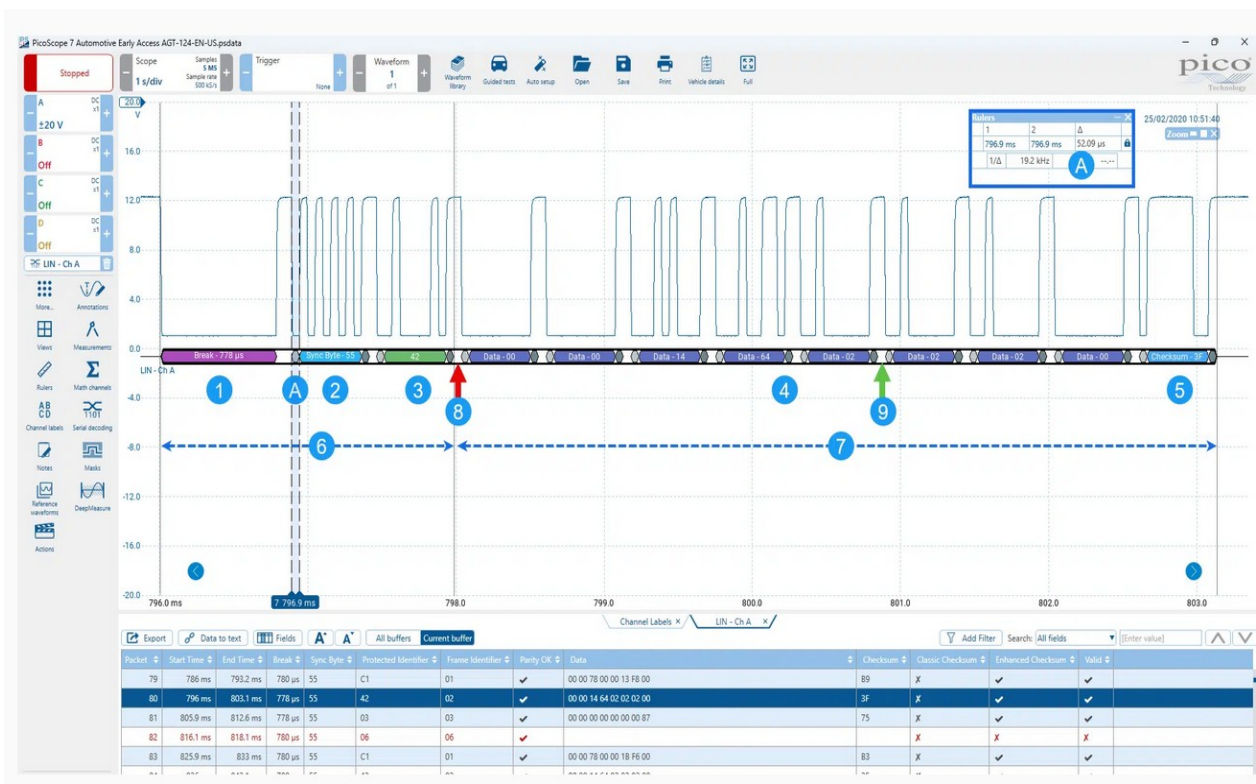 PicoScope 7 Automotive Early Access AGT-124-EN-US.psdata
Stopped
Scope
1 s/div
Samples
5 MS
Sample rate
500 kS/s
Trigger
None
Waveform
1
of 1
Waveform library
Guided tests
Auto setup
Open
Save
Print
Vehicle details
Full
pico
Technology
A
DC
x1
±20 V
B
DC
x1
Off
C
DC
x1
Off
D
DC
x1
Off
LIN - Ch A
More...
Annotations
Views
Measurements
Rulers
Math channels
Channel labels
Serial decoding
Notes
Masks
Reference waveforms
DeepMeasure
Actions
20.0
V
16.0
12.0
8.0
4.0
0.0
-4.0
-8.0
-12.0
-16.0
-20.0
LIN - Ch A
Rulers
1 2 Δ
796.9 ms 796.9 ms 52.09 µs
1/Δ 19.2 kHz A --.--
25/02/2020 10:51:40
Zoom
Break - 778 µs
Sync Byte - 55
42
Data - 00
Data - 00
Data - 14
Data - 64
Data - 02
Data - 02
Data - 02
Data - 00
Checksum - 3F
1 A 2 3 8 4 9 5
6 7
796.0 ms 7 796.9 ms 798.0 799.0 800.0 801.0 802.0 803.0
Channel Labels × LIN - Ch A ×
Export Data to text Fields A A All buffers Current buffer Add Filter Search: All fields [Enter value]
Packet Start Time End Time Break Sync Byte Protected Identifier Frame Identifier Parity OK Data Checksum Classic Checksum Enhanced Checksum Valid
79 786 ms 793.2 ms 780 µs 55 C1 01 ✓ 00 00 78 00 00 13 F8 00 B9 ✗ ✓ ✓
80 796 ms 803.1 ms 778 µs 55 42 02 ✓ 00 00 14 64 02 02 02 00 3F ✗ ✓ ✓
81 805.9 ms 812.6 ms 778 µs 55 03 03 ✓ 00 00 00 00 00 00 00 87 75 ✗ ✓ ✓
82 816.1 ms 818.1 ms 780 µs 55 06 06 ✓ ✗ ✗ ✗
83 825.9 ms 833 ms 780 µs 55 C1 01 ✓ 00 00 78 00 00 18 F6 00 B3 ✗ ✓ ✓